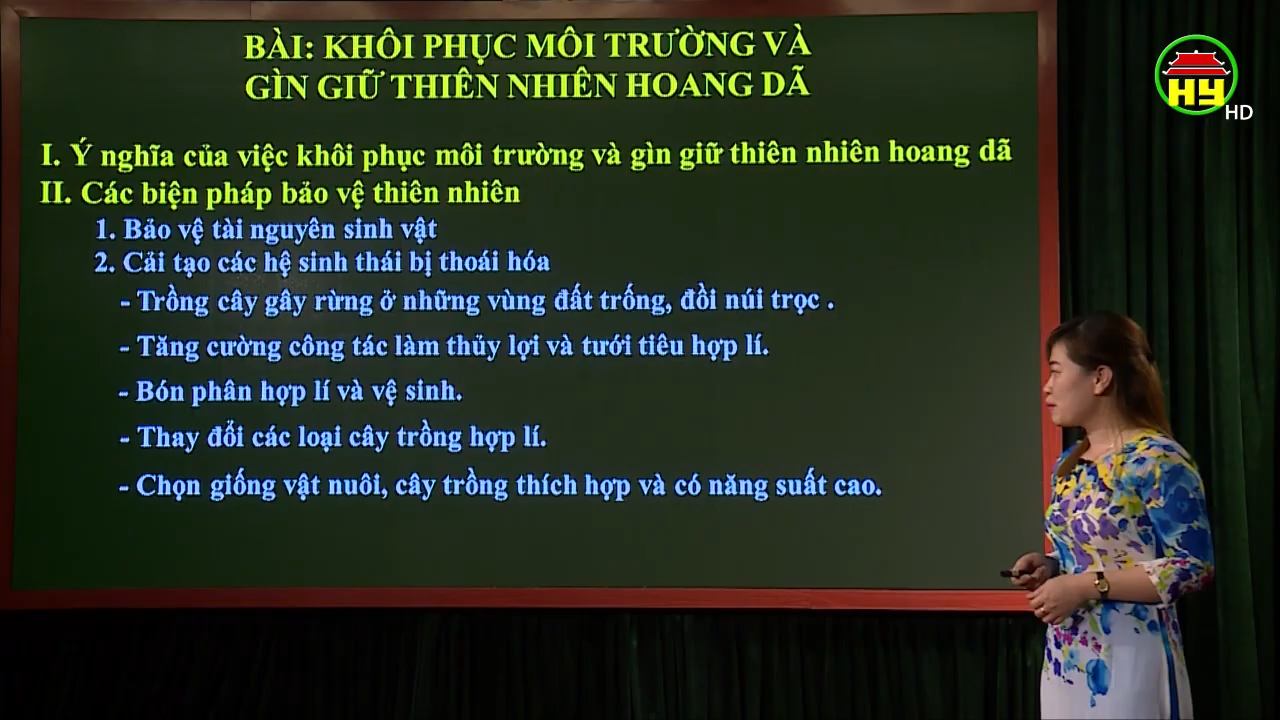 BÀI: KHÔI PHỤC MÔI TRƯỜNG VÀ
GÌN GIỮ THIÊN NHIÊN HOANG DÃ
HY
HD
I. Ý nghĩa của việc khôi phục môi trường và gìn giữ thiên nhiên hoang dã
II. Các biện pháp bảo vệ thiên nhiên
1. Bảo vệ tài nguyên sinh vật
2. Cải tạo các hệ sinh thái bị thoái hóa
- Trồng cây gây rừng ở những vùng đất trống, đồi núi trọc .
- Tăng cường công tác làm thủy lợi và tưới tiêu hợp lí.
- Bón phân hợp lí và vệ sinh.
- Thay đổi các loại cây trồng hợp lí.
- Chọn giống vật nuôi, cây trồng thích hợp và có năng suất cao.